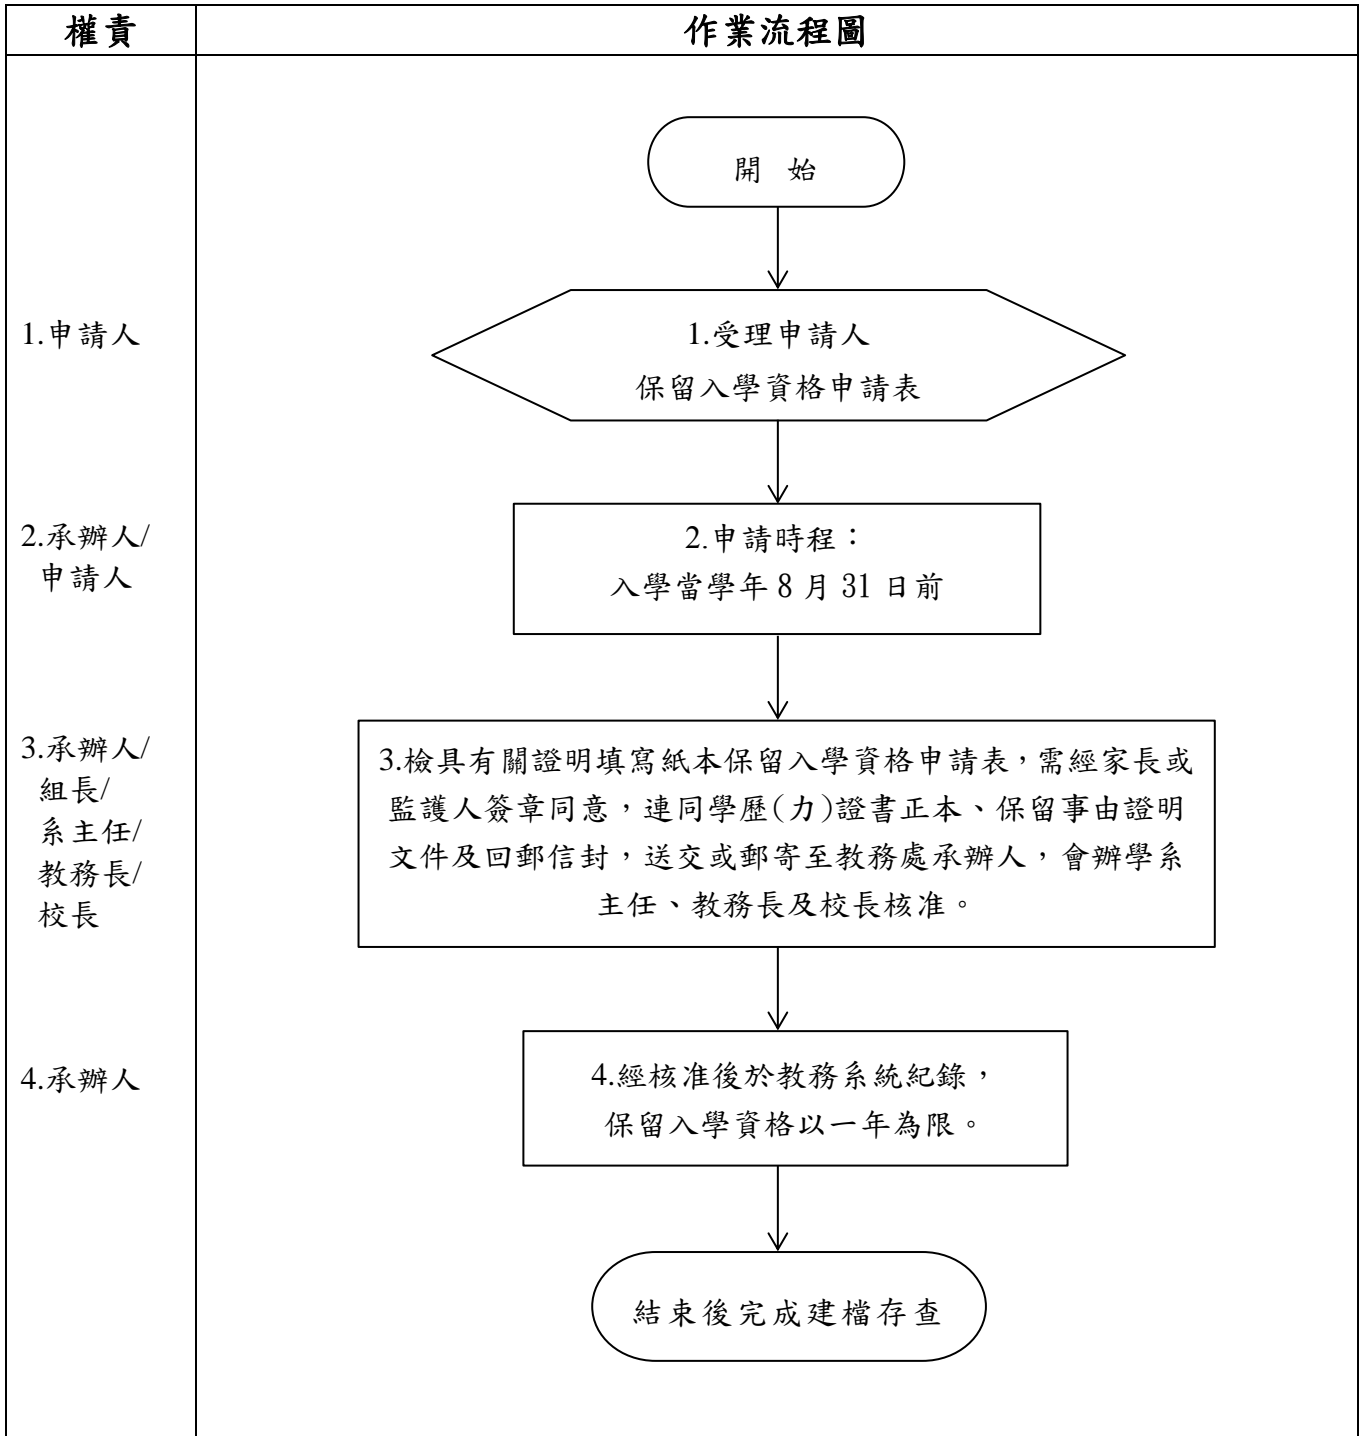 權責
作業流程圖
開 始
1.申請人
1.受理申請人
保留入學資格申請表
2.承辦人/
申請人
2.申請時程：
入學當學年 8 月 31 日前
3.承辦人/
組長/
系主任/
教務長/
校長
3.檢具有關證明填寫紙本保留入學資格申請表，需經家長或
監護人簽章同意，連同學歷(力)證書正本、保留事由證明
文件及回郵信封，送交或郵寄至教務處承辦人，會辦學系
主任、教務長及校長核准。
4.承辦人
4.經核准後於教務系統紀錄，
保留入學資格以一年為限。
結束後完成建檔存查